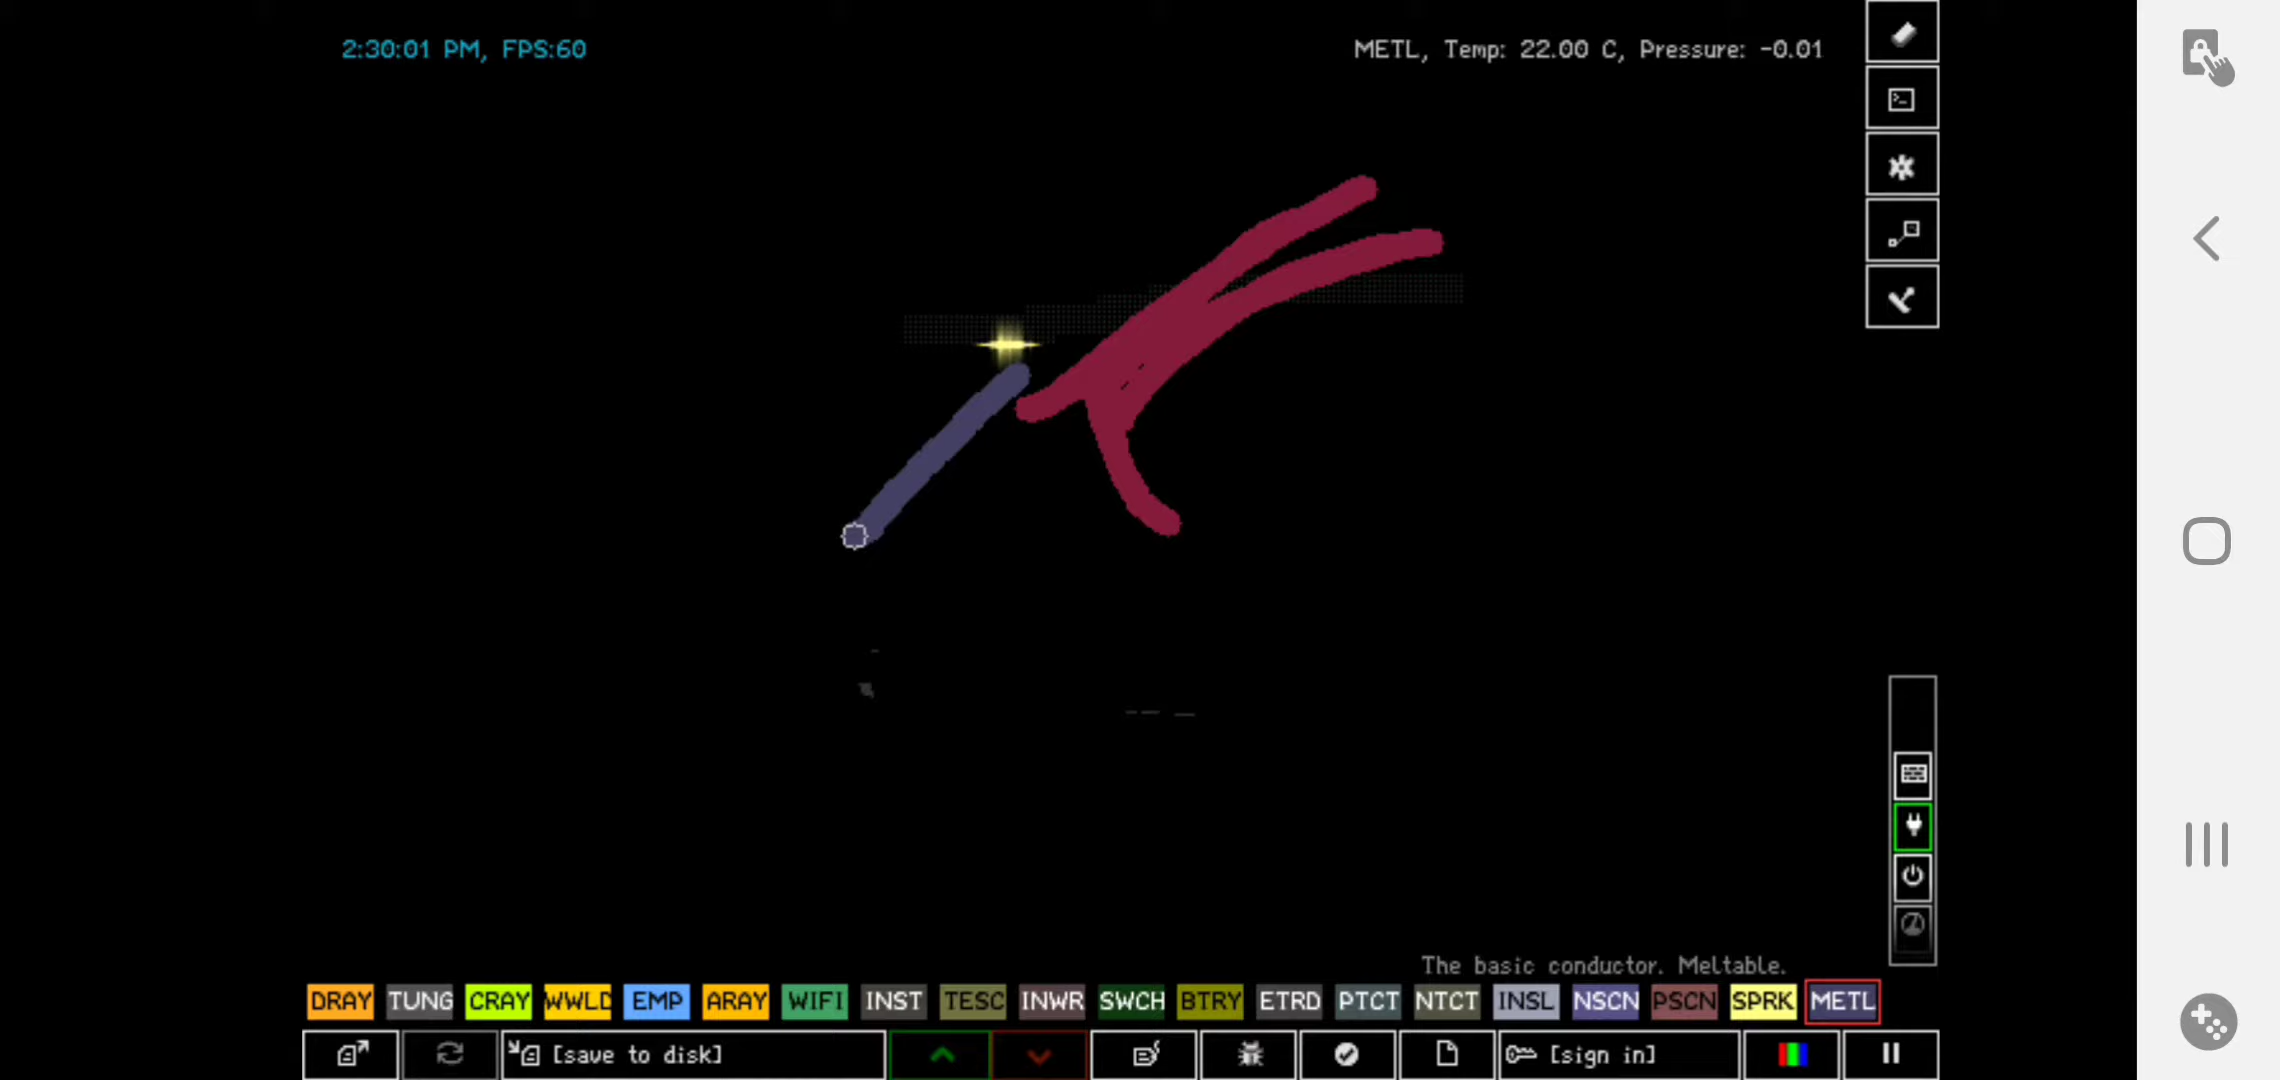 2:30:01 PM, FPS:60
METL, Temp: 22.00 C, Pressure: -0.01
The basic conductor. Meltable.
DRAY TUNG CRAY WWLD EMP ARAY WIFI INST TESC INWR SWCH BTRY ETRD PTCT NTCT INSL NSCN PSCN SPRK METL
[save to disk] [sign in]